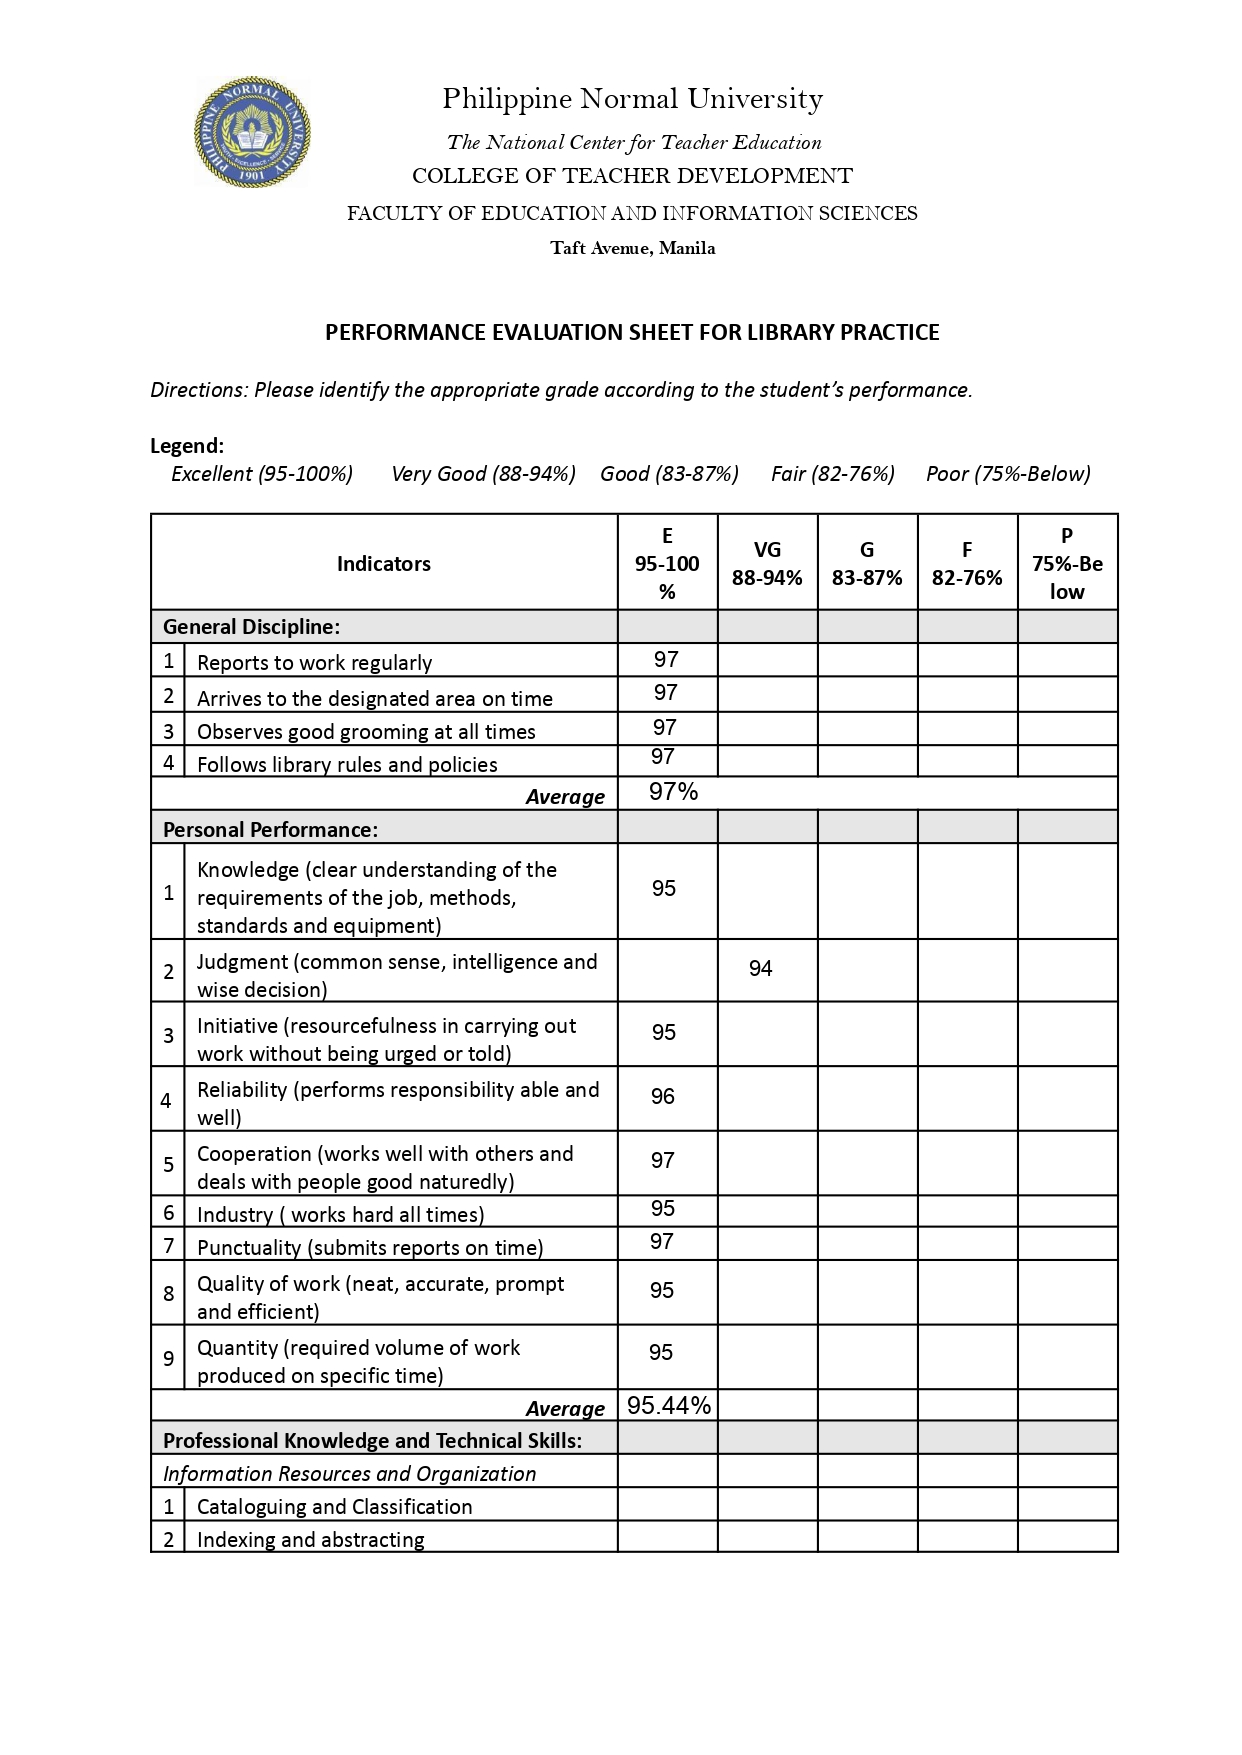 PHILIPPINE NORMAL UNIVERSITY
1901
Philippine Normal University
The National Center for Teacher Education
COLLEGE OF TEACHER DEVELOPMENT
FACULTY OF EDUCATION AND INFORMATION SCIENCES
Taft Avenue, Manila
PERFORMANCE EVALUATION SHEET FOR LIBRARY PRACTICE
Directions: Please identify the appropriate grade according to the student’s performance.
Legend:
Excellent (95-100%) Very Good (88-94%) Good (83-87%) Fair (82-76%) Poor (75%-Below)
Indicators
E
95-100
%
VG
88-94%
G
83-87%
F
82-76%
P
75%-Be
low
General Discipline:
1 Reports to work regularly 97
2 Arrives to the designated area on time 97
3 Observes good grooming at all times 97
4 Follows library rules and policies 97
Average 97%
Personal Performance:
1 Knowledge (clear understanding of the
requirements of the job, methods,
standards and equipment)
95
2 Judgment (common sense, intelligence and
wise decision)
94
3 Initiative (resourcefulness in carrying out
work without being urged or told)
95
4 Reliability (performs responsibility able and
well)
96
5 Cooperation (works well with others and
deals with people good naturedly)
97
6 Industry ( works hard all times) 95
7 Punctuality (submits reports on time) 97
8 Quality of work (neat, accurate, prompt
and efficient)
95
9 Quantity (required volume of work
produced on specific time)
95
Average 95.44%
Professional Knowledge and Technical Skills:
Information Resources and Organization
1 Cataloguing and Classification
2 Indexing and abstracting